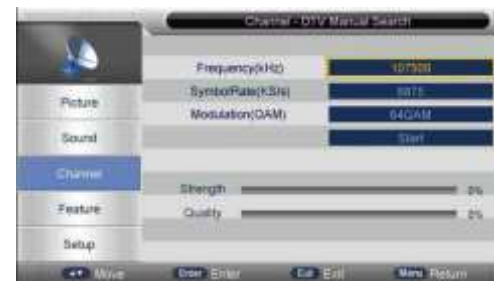 Channel - DTV Manual Search
Frequency(kHz) 107500
SymbolRate(KS/s) 6875
Modulation(QAM) 64QAM
Start
Picture
Sound
Channel
Feature
Setup
Strength 0%
Quality 0%
Move Enter Enter Exit Exit Menu Return